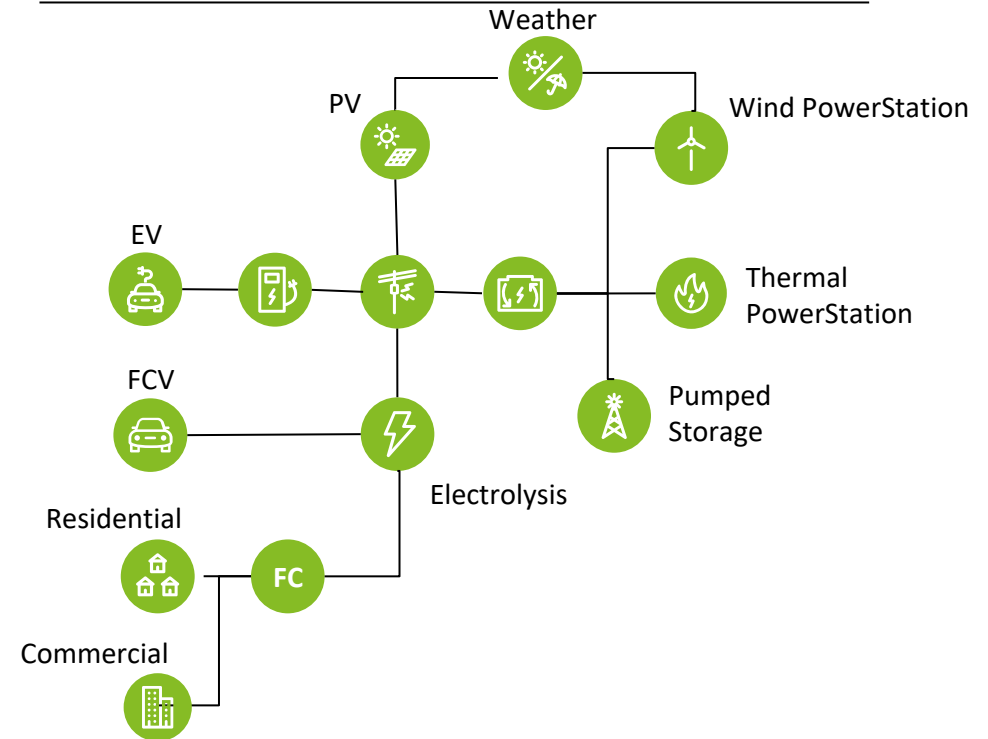 Weather
PV
Wind PowerStation
EV
Thermal
PowerStation
FCV
Pumped
Storage
Electrolysis
Residential
FC
Commercial